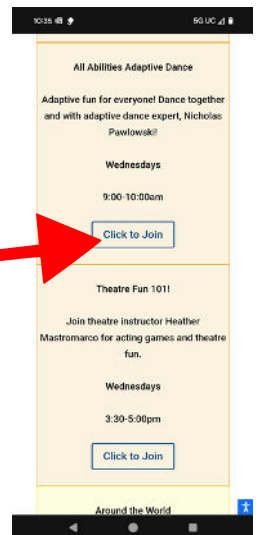 10:35
5G UC
All Abilities Adaptive Dance
Adaptive fun for everyone! Dance together
and with adaptive dance expert, Nicholas
Pawlowski!
Wednesdays
9:00-10:00am
Click to Join
Theatre Fun 101!
Join theatre instructor Heather
Mastromarco for acting games and theatre
fun.
Wednesdays
3:30-5:00pm
Click to Join
Around the World